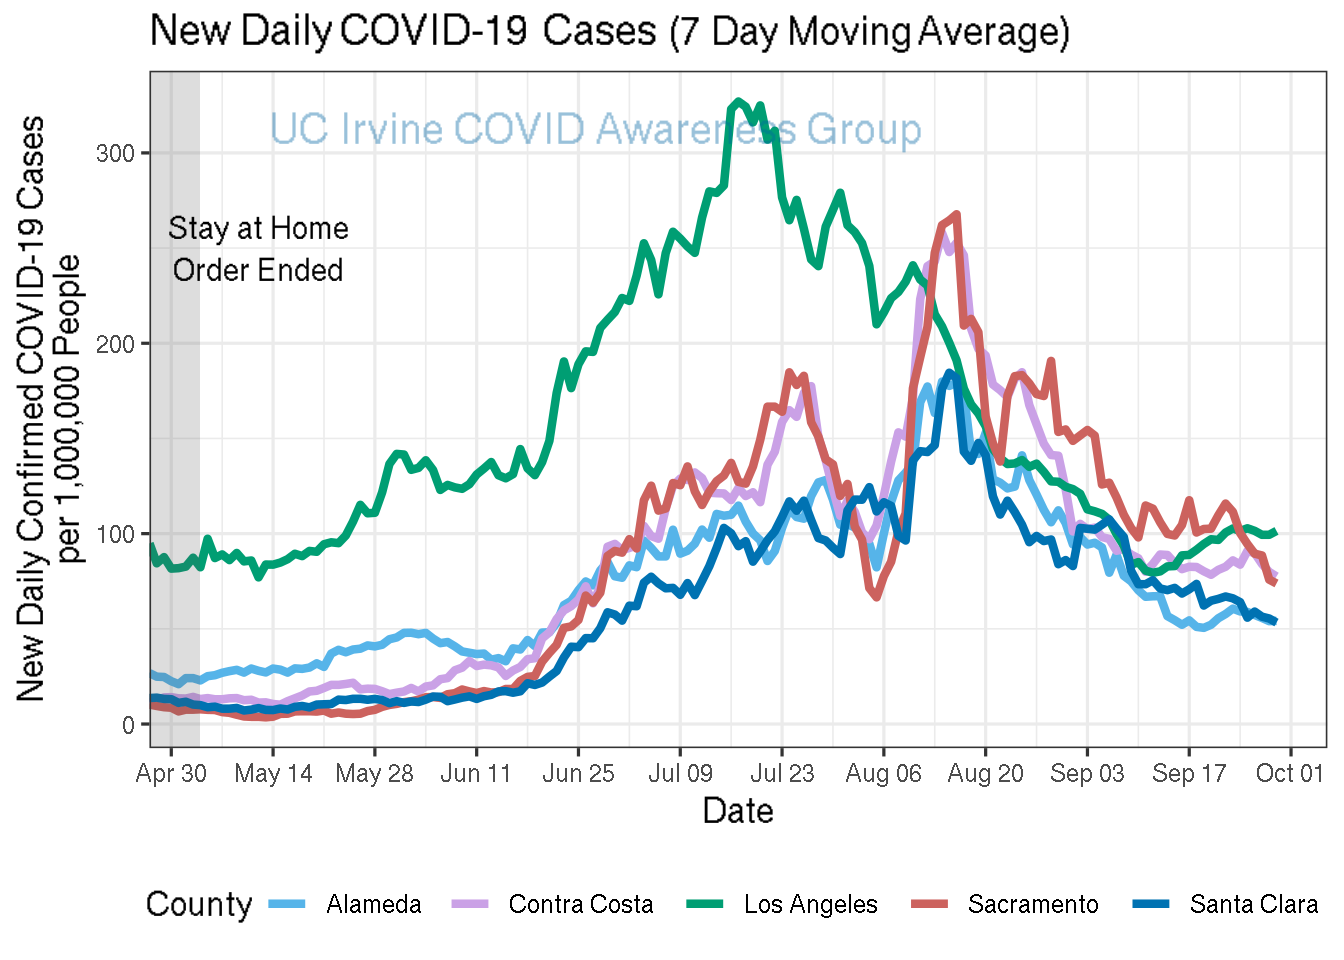 New Daily COVID-19 Cases (7 Day Moving Average)
UC Irvine COVID Awareness Group
New Daily Confirmed COVID-19 Cases
per 1,000,000 People
300
200
100
0
Stay at Home
Order Ended
Apr 30 May 14 May 28 Jun 11 Jun 25 Jul 09 Jul 23 Aug 06 Aug 20 Sep 03 Sep 17 Oct 01
Date
County Alameda Contra Costa Los Angeles Sacramento Santa Clara